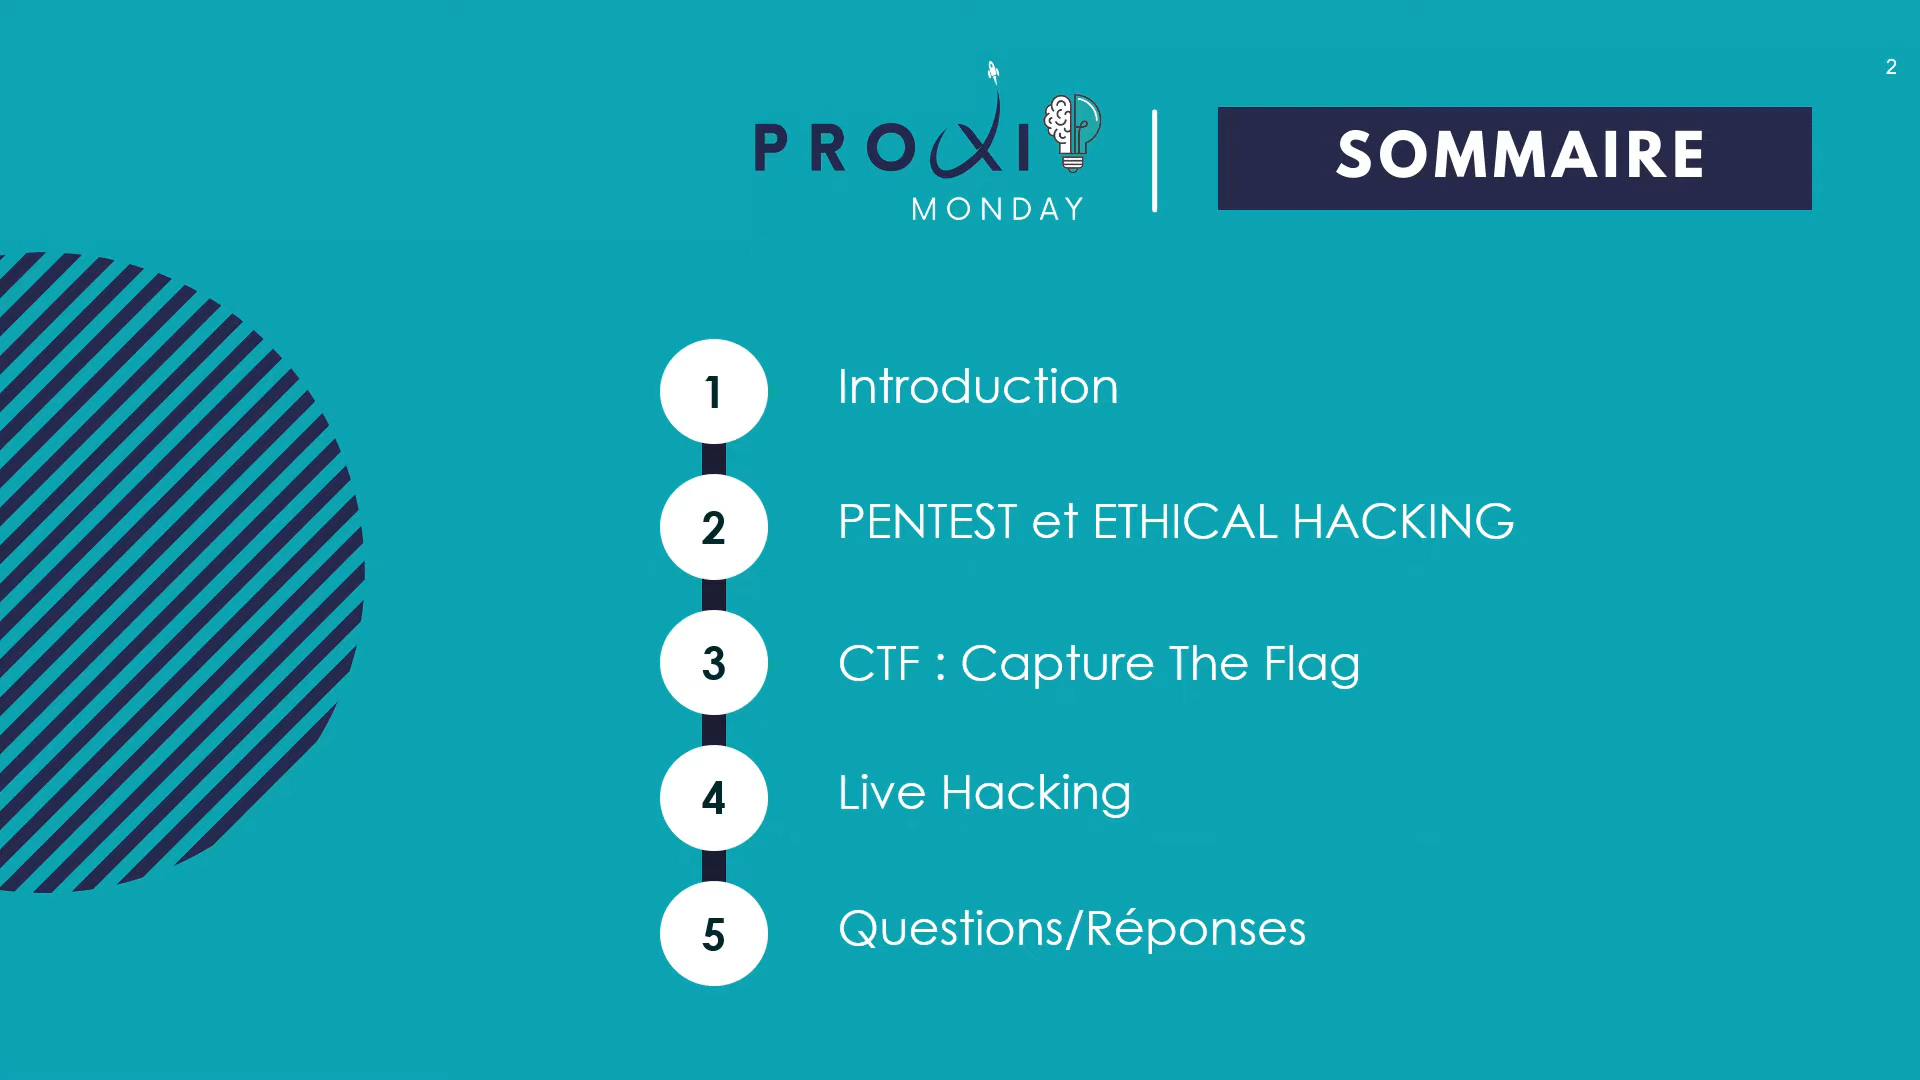 2
PROXI
MONDAY
SOMMAIRE
1 Introduction
2 PENTEST et ETHICAL HACKING
3 CTF : Capture The Flag
4 Live Hacking
5 Questions/Réponses